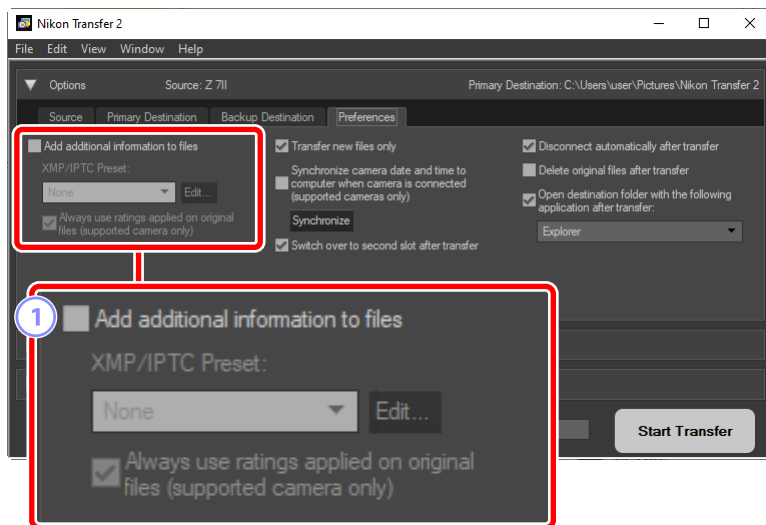 Nikon Transfer 2
File Edit View Window Help
Options Source: Z 7II Primary Destination: C:\Users\user\Pictures\Nikon Transfer 2
Source Primary Destination Backup Destination Preferences
Add additional information to files
XMP/IPTC Preset:
None Edit...
Always use ratings applied on original
files (supported camera only)
Transfer new files only
Synchronize camera date and time to
computer when camera is connected
(supported cameras only)
Synchronize
Switch over to second slot after transfer
Disconnect automatically after transfer
Delete original files after transfer
Open destination folder with the following
application after transfer:
Explorer
1 Add additional information to files
XMP/IPTC Preset:
None Edit...
Always use ratings applied on original
files (supported camera only)
Start Transfer